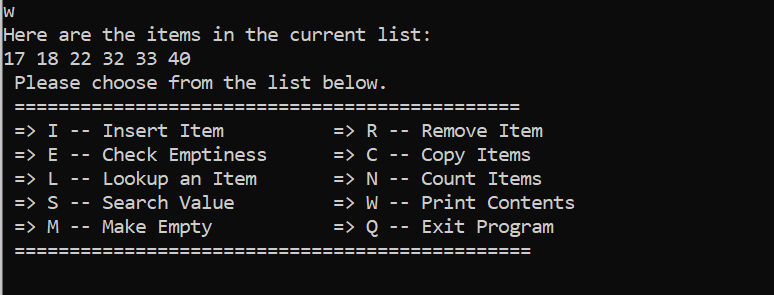 w
Here are the items in the current list:
17 18 22 32 33 40
 Please choose from the list below.
 ==============================================
 => I -- Insert Item          => R -- Remove Item
 => E -- Check Emptiness      => C -- Copy Items
 => L -- Lookup an Item       => N -- Count Items
 => S -- Search Value         => W -- Print Contents
 => M -- Make Empty           => Q -- Exit Program
 ===============================================